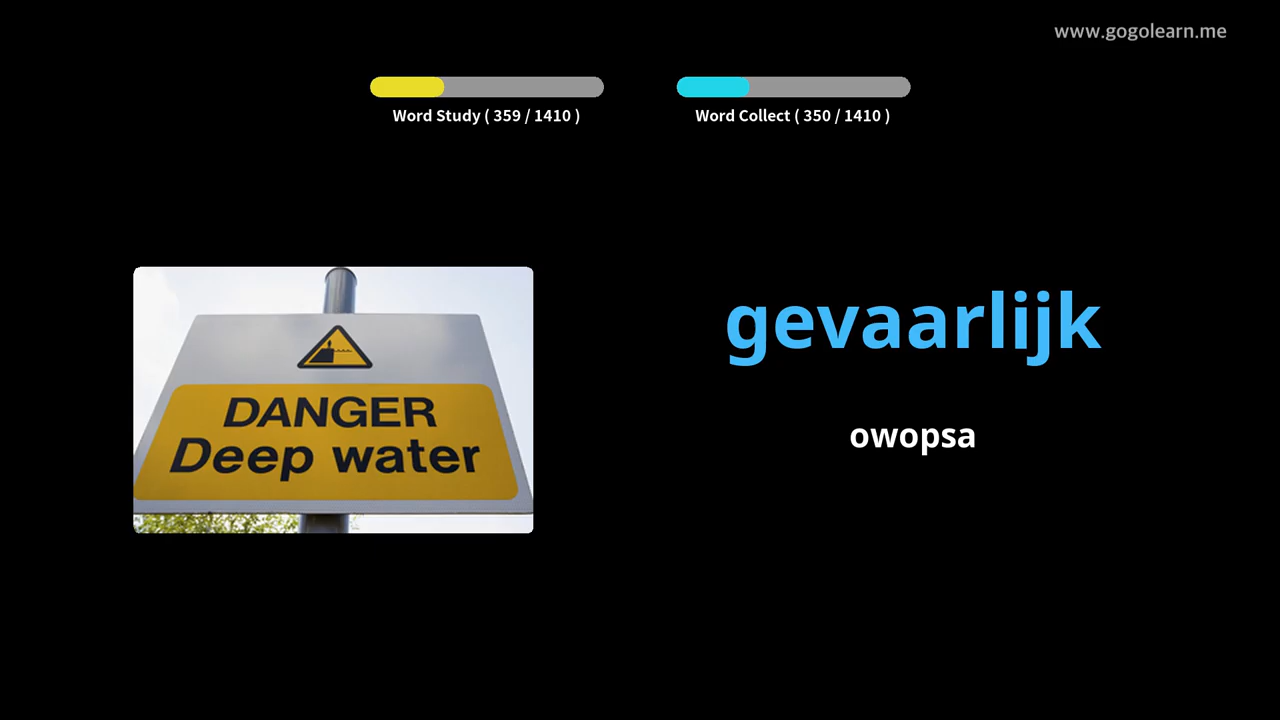 www.gogolearn.me
Word Study ( 359 / 1410 )
Word Collect ( 350 / 1410 )
DANGER
Deep water
gevaarlijk
owopsa